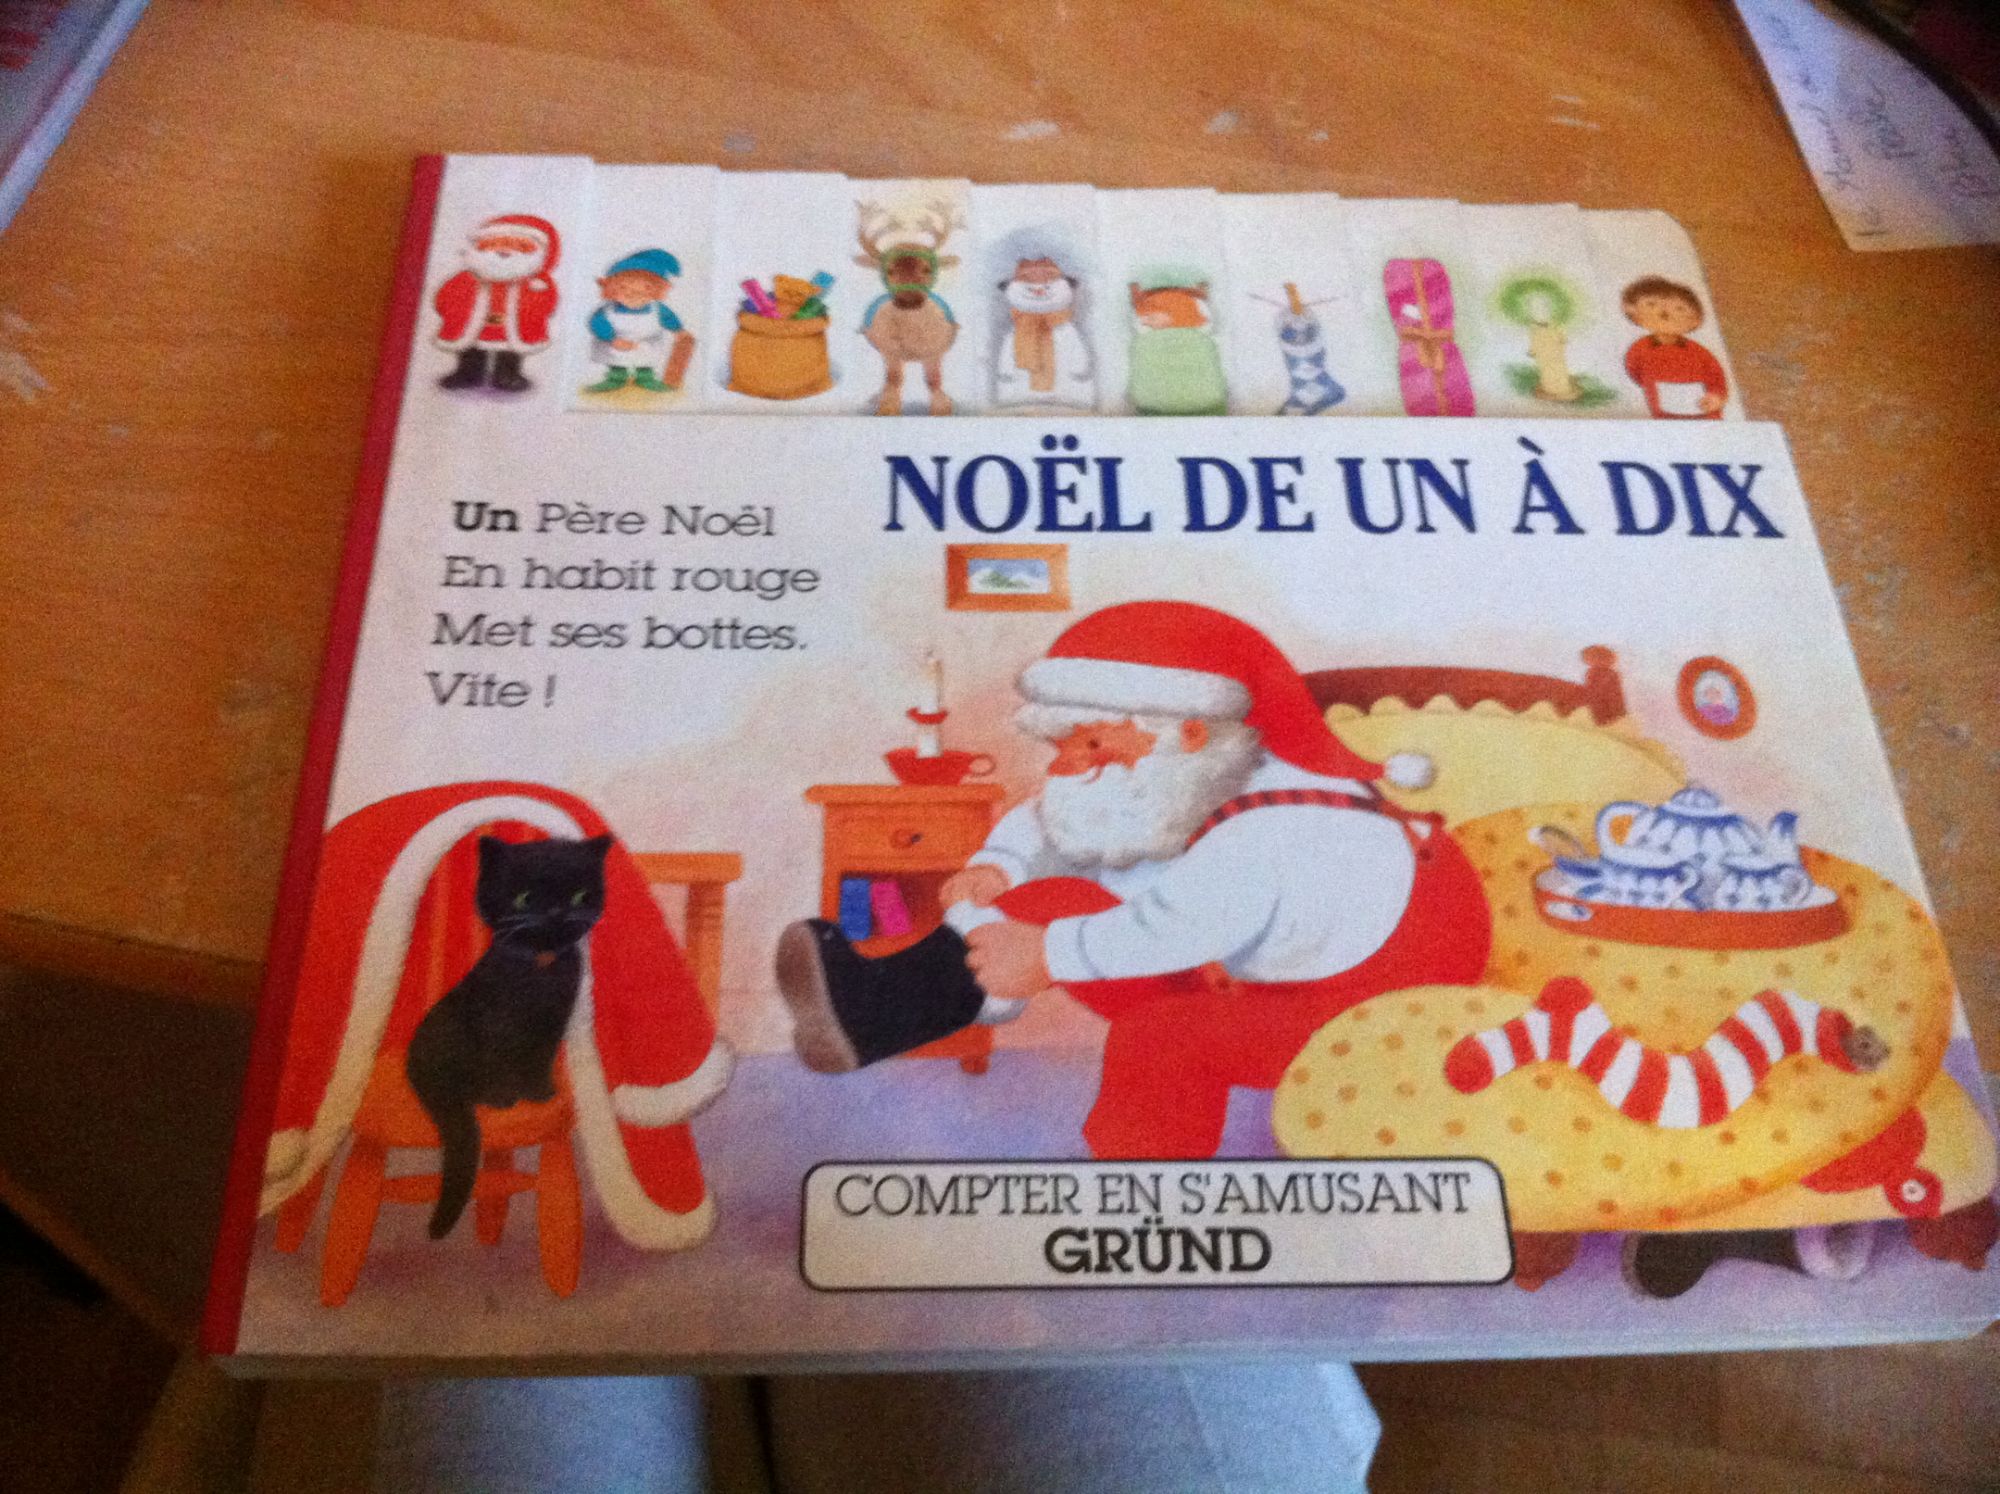 NOËL DE UN À DIX
Un Père Noël
En habit rouge
Met ses bottes.
Vite !
COMPTER EN S'AMUSANT
GRÜND